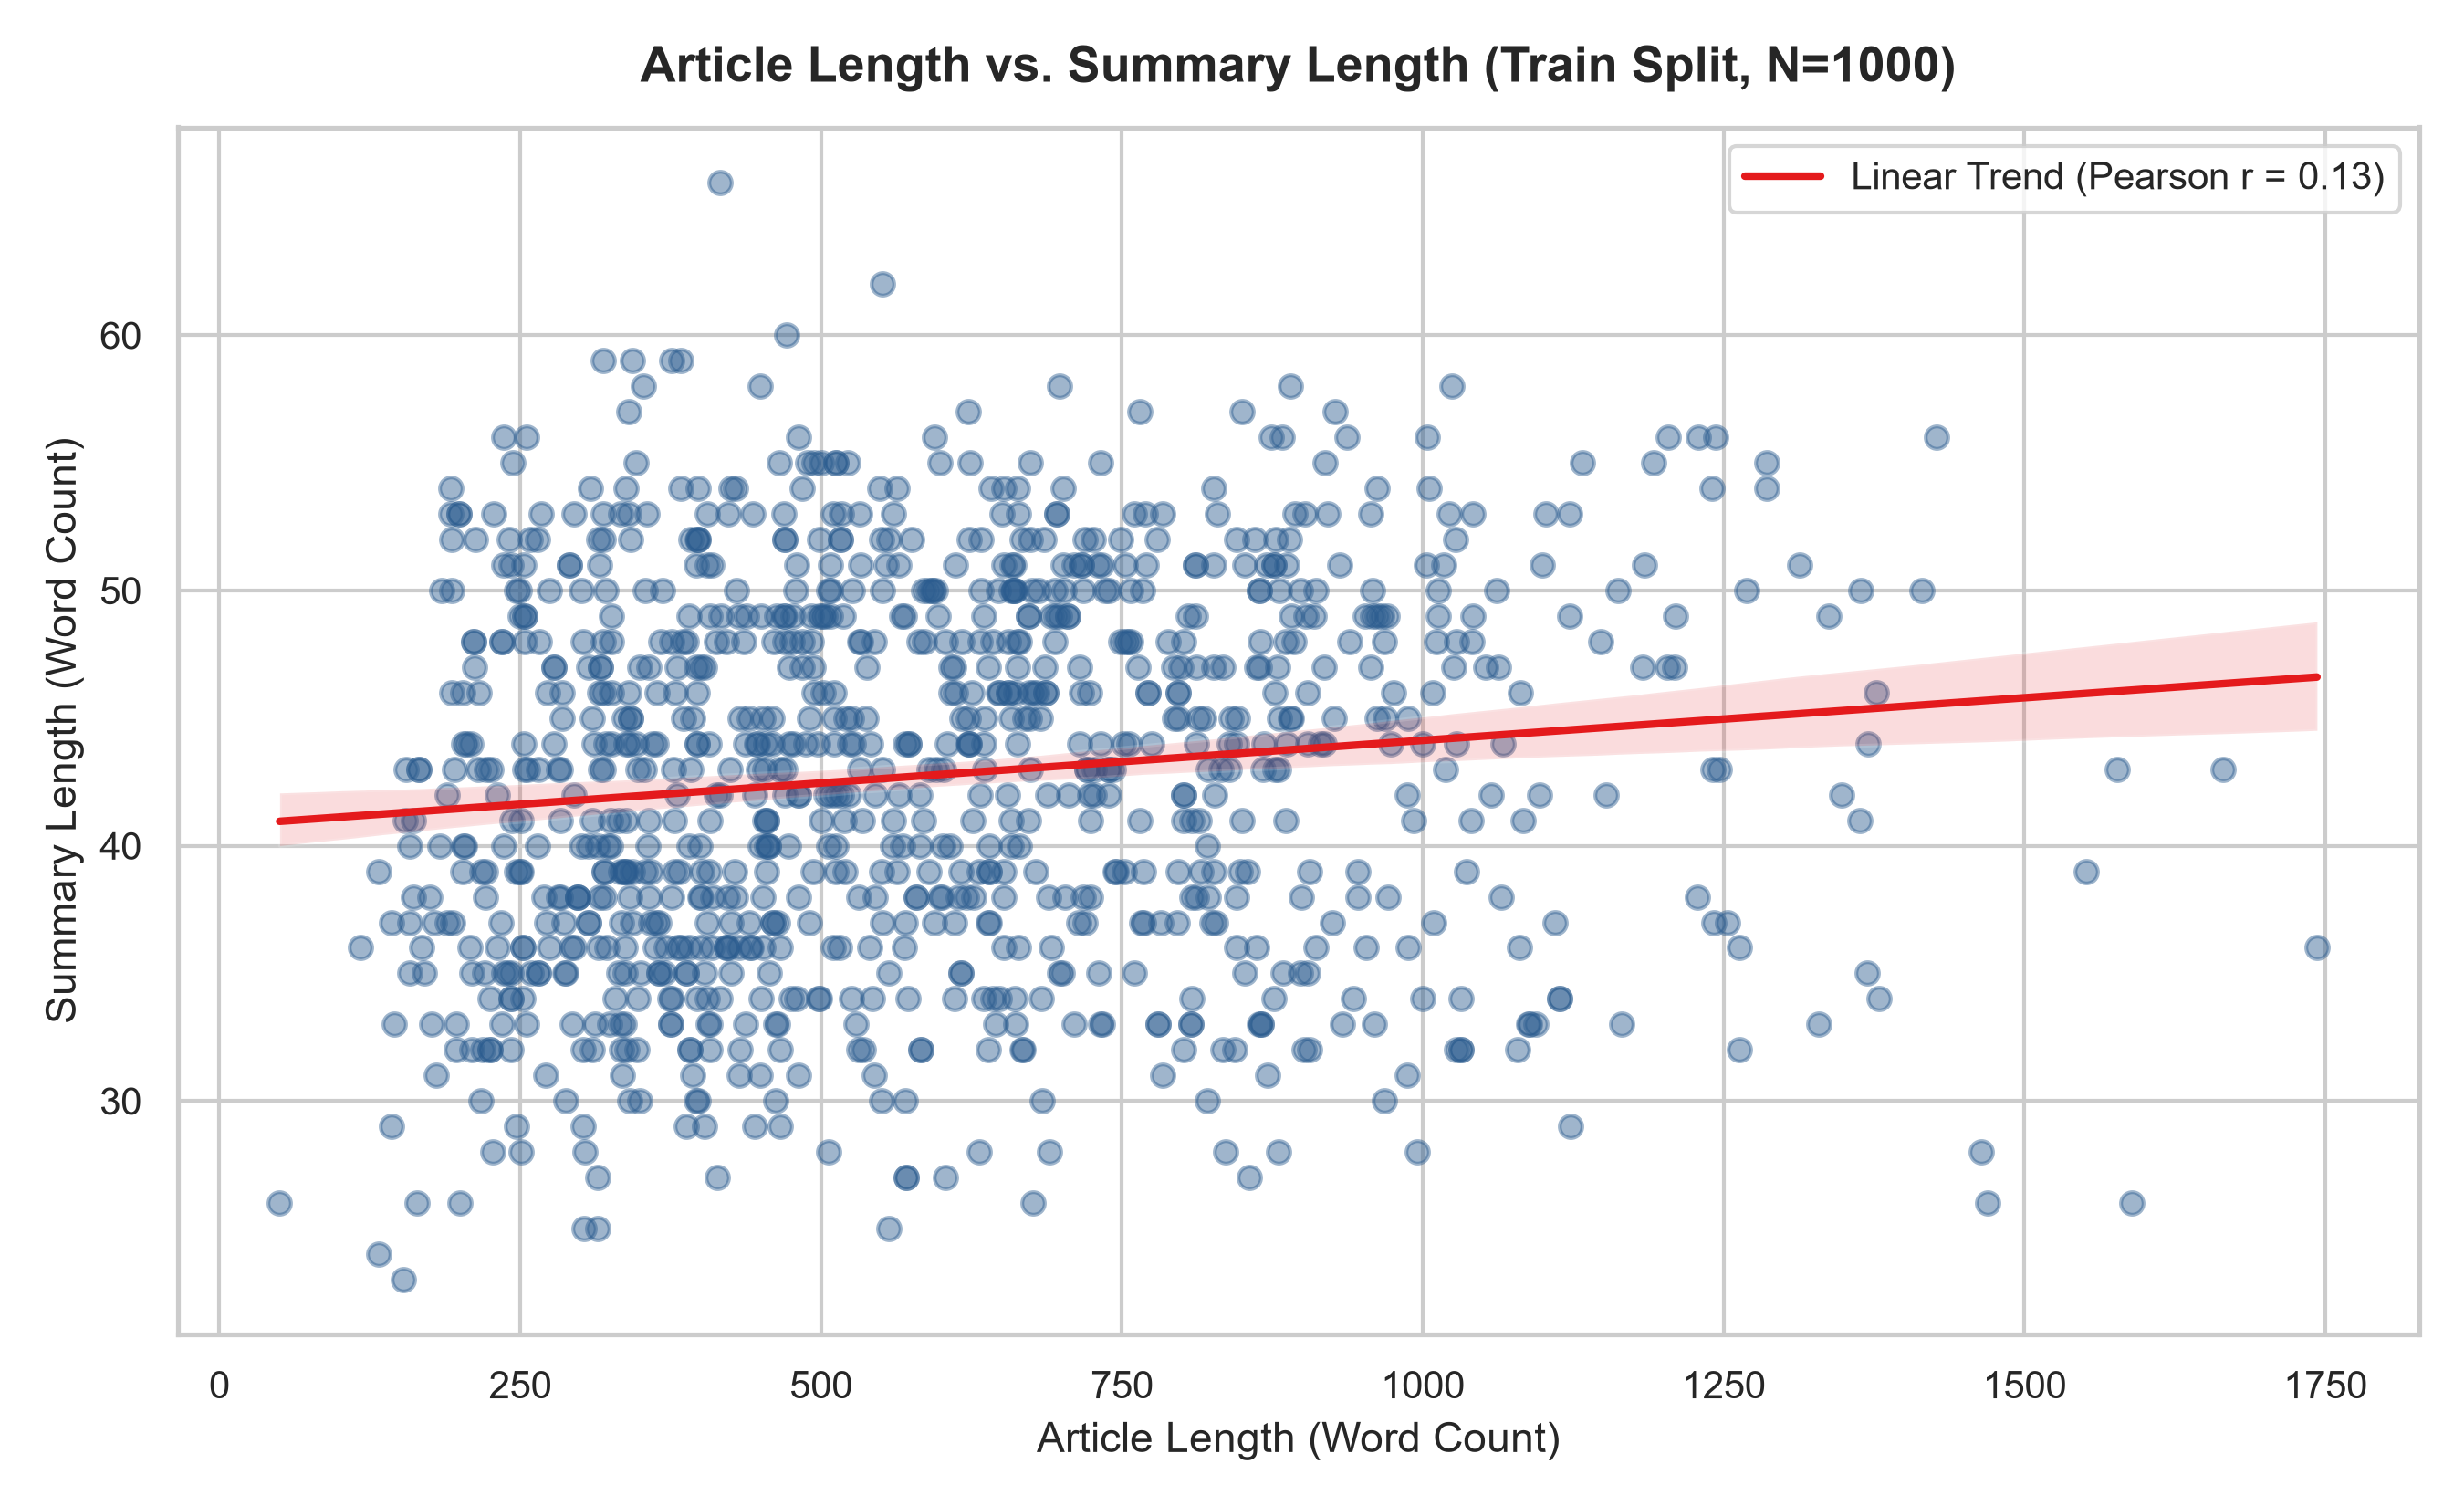 Article Length vs. Summary Length (Train Split, N=1000)
Linear Trend (Pearson r = 0.13)
Summary Length (Word Count)
60
50
40
30
0 250 500 750 1000 1250 1500 1750
Article Length (Word Count)